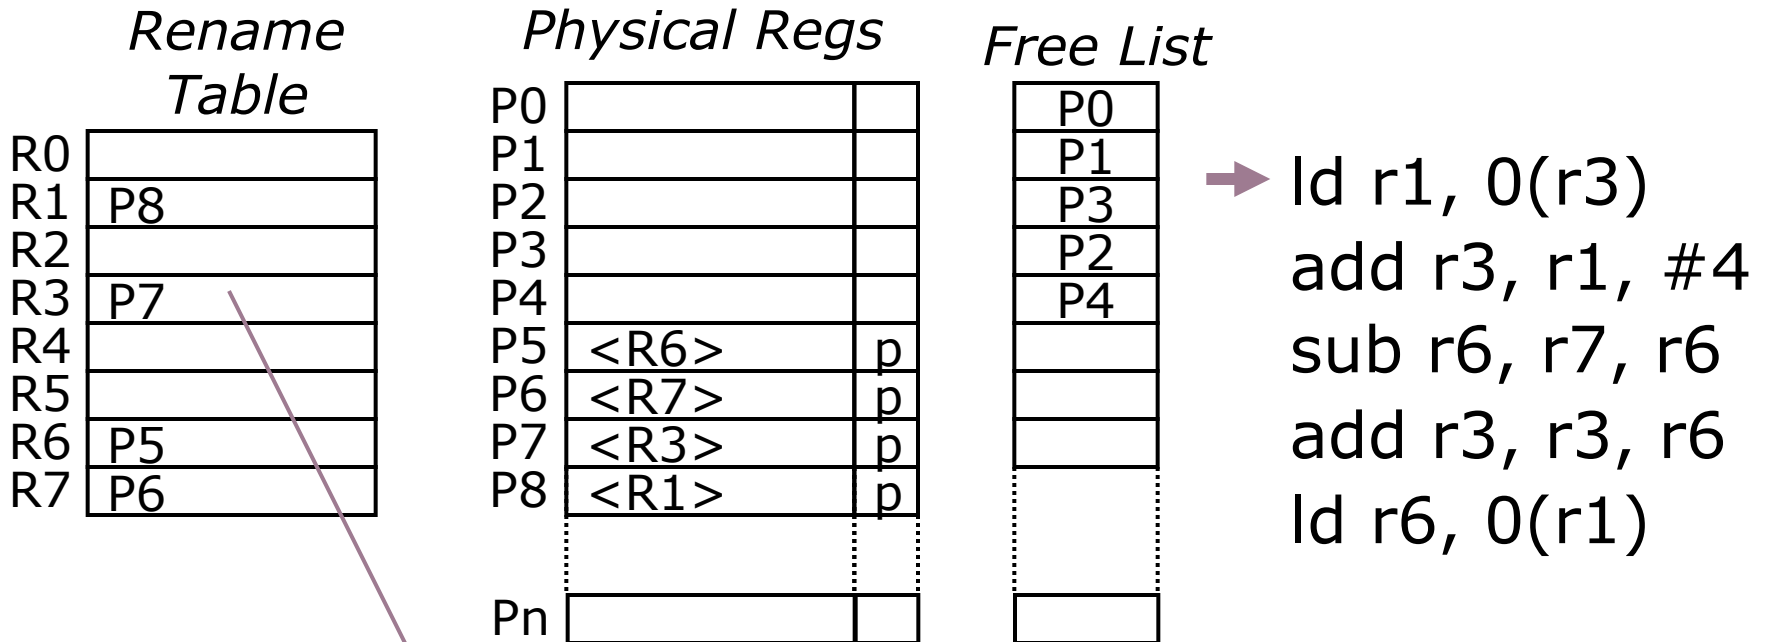 Rename
Table
R0
R1 P8
R2
R3 P7
R4
R5
R6 P5
R7 P6
Physical Regs
P0
P1
P2
P3
P4
P5 <R6> p
P6 <R7> p
P7 <R3> p
P8 <R1> p
Pn
Free List
P0
P1
P3
P2
P4
ld r1, 0(r3)
add r3, r1, #4
sub r6, r7, r6
add r3, r3, r6
ld r6, 0(r1)